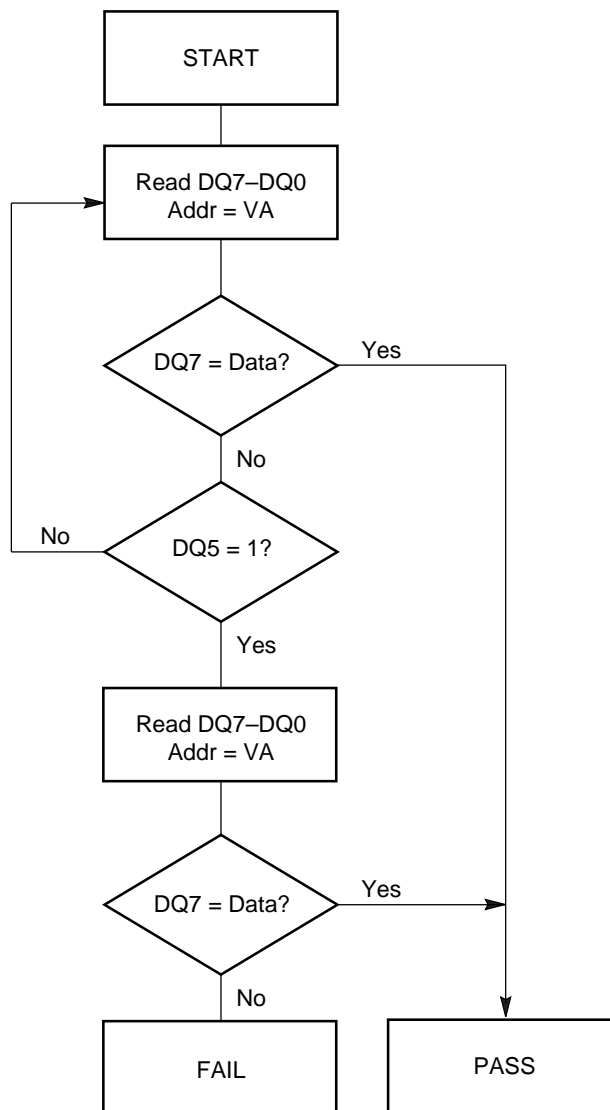 START
Read DQ7–DQ0
Addr = VA
DQ7 = Data?
Yes
No
No
DQ5 = 1?
Yes
Read DQ7–DQ0
Addr = VA
DQ7 = Data?
Yes
No
FAIL
PASS